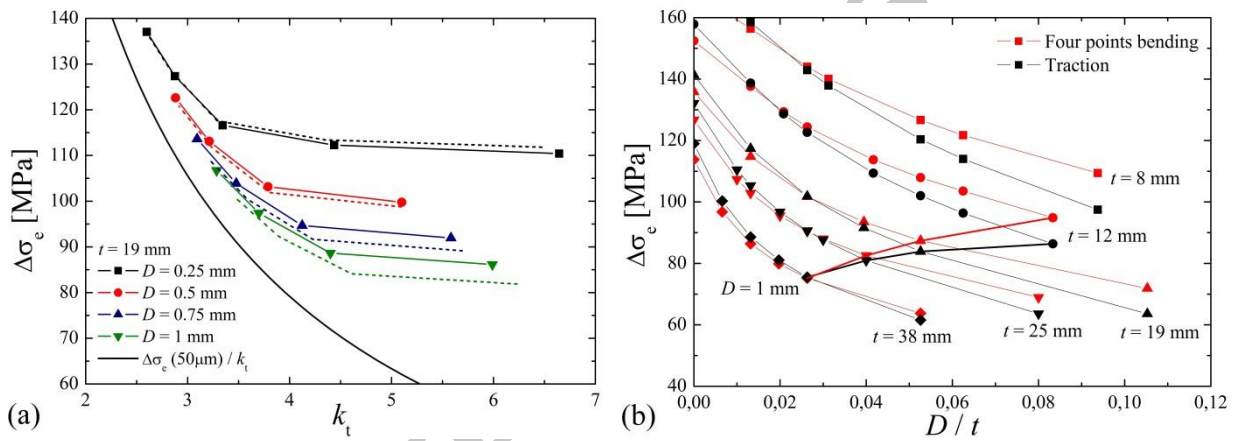 140
130
120
110
100
90
80
70
60
Δσe [MPa]
t = 19 mm
D = 0.25 mm
D = 0.5 mm
D = 0.75 mm
D = 1 mm
Δσe (50μm) / kt
2 3 4 5 6 7
kt
(a)
160
140
120
100
80
60
40
Δσe [MPa]
Four points bending
Traction
t = 8 mm
t = 12 mm
D = 1 mm
t = 38 mm
t = 25 mm
t = 19 mm
0,00 0,02 0,04 0,06 0,08 0,10 0,12
D / t
(b)